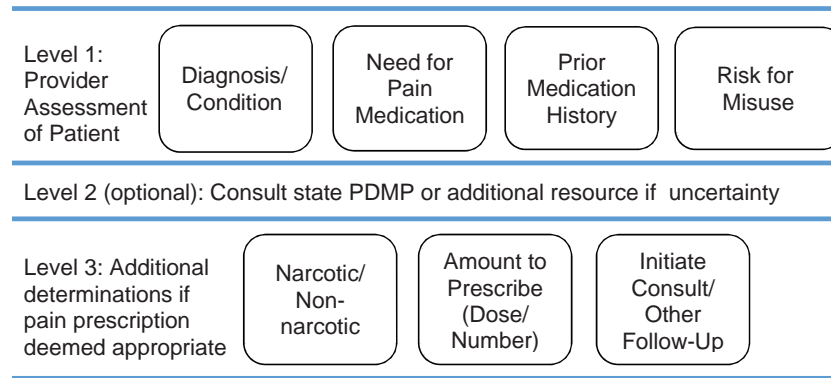 Level 1:
Provider
Assessment
of Patient
Diagnosis/
Condition
Need for
Pain
Medication
Prior
Medication
History
Risk for
Misuse
Level 2 (optional): Consult state PDMP or additional resource if uncertainty
Level 3: Additional
determinations if
pain prescription
deemed appropriate
Narcotic/
Non-
narcotic
Amount to
Prescribe
(Dose/
Number)
Initiate
Consult/
Other
Follow-Up